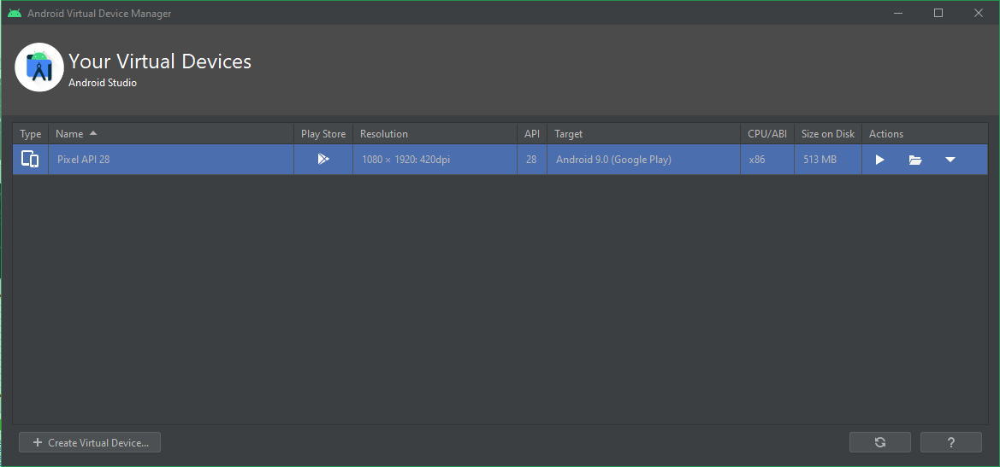 Android Virtual Device Manager
Your Virtual Devices
Android Studio
Type Name Play Store Resolution API Target CPU/ABI Size on Disk Actions
Pixel API 28 1080 × 1920: 420dpi 28 Android 9.0 (Google Play) x86 513 MB
+ Create Virtual Device... ?